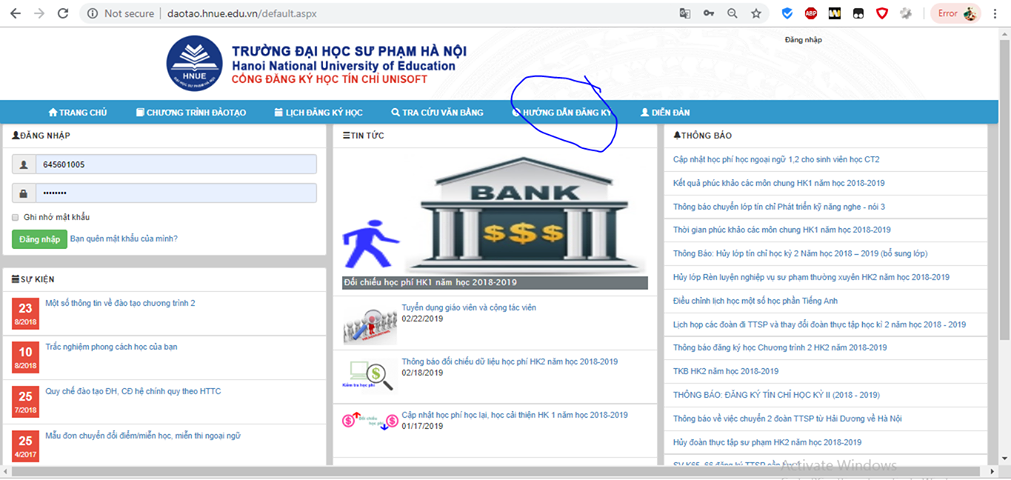 Not secure | daotao.hnue.edu.vn/default.aspx
Error
Đăng nhập
HNUE
TRƯỜNG ĐẠI HỌC SƯ PHẠM HÀ NỘI
Hanoi National University of Education
CỔNG ĐĂNG KÝ HỌC TÍN CHỈ UNISOFT
TRANG CHỦ
CHƯƠNG TRÌNH ĐÀOTẠO
LỊCH ĐĂNG KÝ HỌC
TRA CỨU VĂN BẰNG
HƯỚNG DẪN ĐĂNG KÝ
DIỄN ĐÀN
ĐĂNG NHẬP
645601005
Ghi nhớ mật khẩu
Đăng nhập
Bạn quên mật khẩu của mình?
SỰ KIỆN
23
8/2018
Một số thông tin về đào tạo chương trình 2
10
8/2018
Trắc nghiệm phong cách học của bạn
25
7/2018
Quy chế đào tạo ĐH, CĐ hệ chính quy theo HTTC
25
4/2017
Mẫu đơn chuyển đổi điểm/miễn học, miễn thi ngoại ngữ
TIN TỨC
BANK
$ $ $
Đối chiếu học phí HK1 năm học 2018-2019
Tuyển dụng giáo viên và cộng tác viên
02/22/2019
Thông báo đối chiếu dữ liệu học phí HK2 năm học 2018-2019
02/18/2019
Cập nhật học phí học lại, học cải thiện HK 1 năm học 2018-2019
01/17/2019
THÔNG BÁO
Cập nhật học phí học ngoại ngữ 1,2 cho sinh viên học CT2
Kết quả phúc khảo các môn chung HK1 năm học 2018-2019
Thông báo chuyển lớp tín chỉ Phát triển kỹ năng nghe - nói 3
Thời gian phúc khảo các môn chung HK1 năm học 2018-2019
Thông Báo: Hủy lớp tín chỉ học kỳ 2 Năm học 2018 – 2019 (bổ sung lớp)
Hủy lớp Rèn luyện nghiệp vụ sư phạm thường xuyên HK2 năm học 2018-2019
Điều chỉnh lịch học một số học phần Tiếng Anh
Lịch họp các đoàn đi TTSP và thay đổi đoàn thực tập học kì 2 năm học 2018 - 2019
Thông báo đăng ký học Chương trình 2 HK2 năm 2018-2019
TKB HK2 năm học 2018-2019
THÔNG BÁO: ĐĂNG KÝ TÍN CHỈ HỌC KỲ II (2018 - 2019)
Thông báo về việc chuyển 2 đoàn TTSP từ Hải Dương về Hà Nội
Hủy đoàn thực tập sư phạm HK2 năm học 2018-2019
Activate Windows